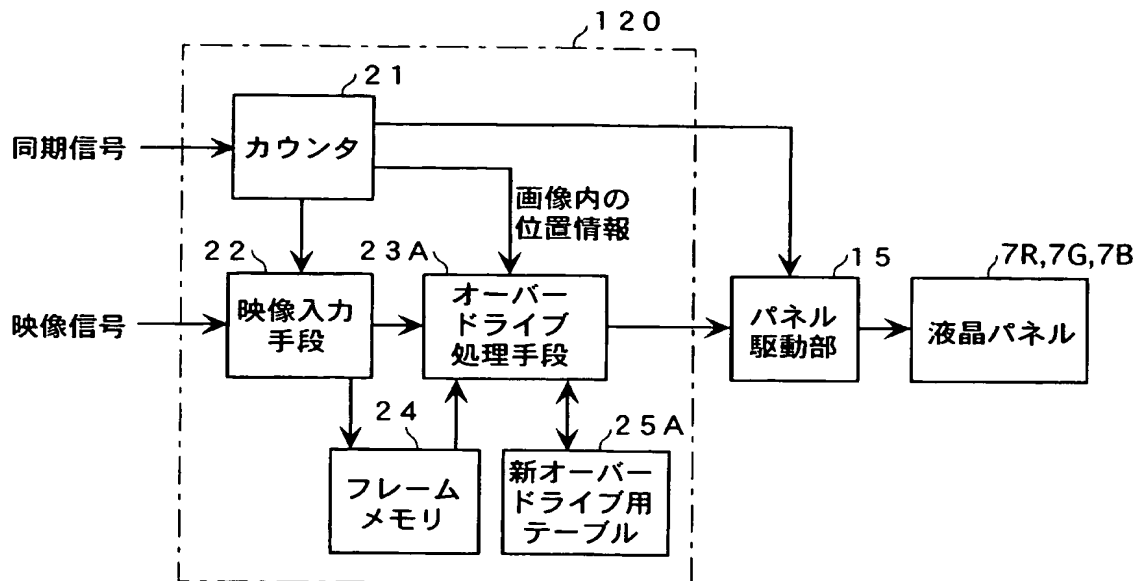 120
21
同期信号
カウンタ
画像内の
位置情報
22
23A
15
7R,7G,7B
映像信号
映像入力
手段
オーバー
ドライブ
処理手段
パネル
駆動部
液晶パネル
24
25A
フレーム
メモリ
新オーバー
ドライブ用
テーブル